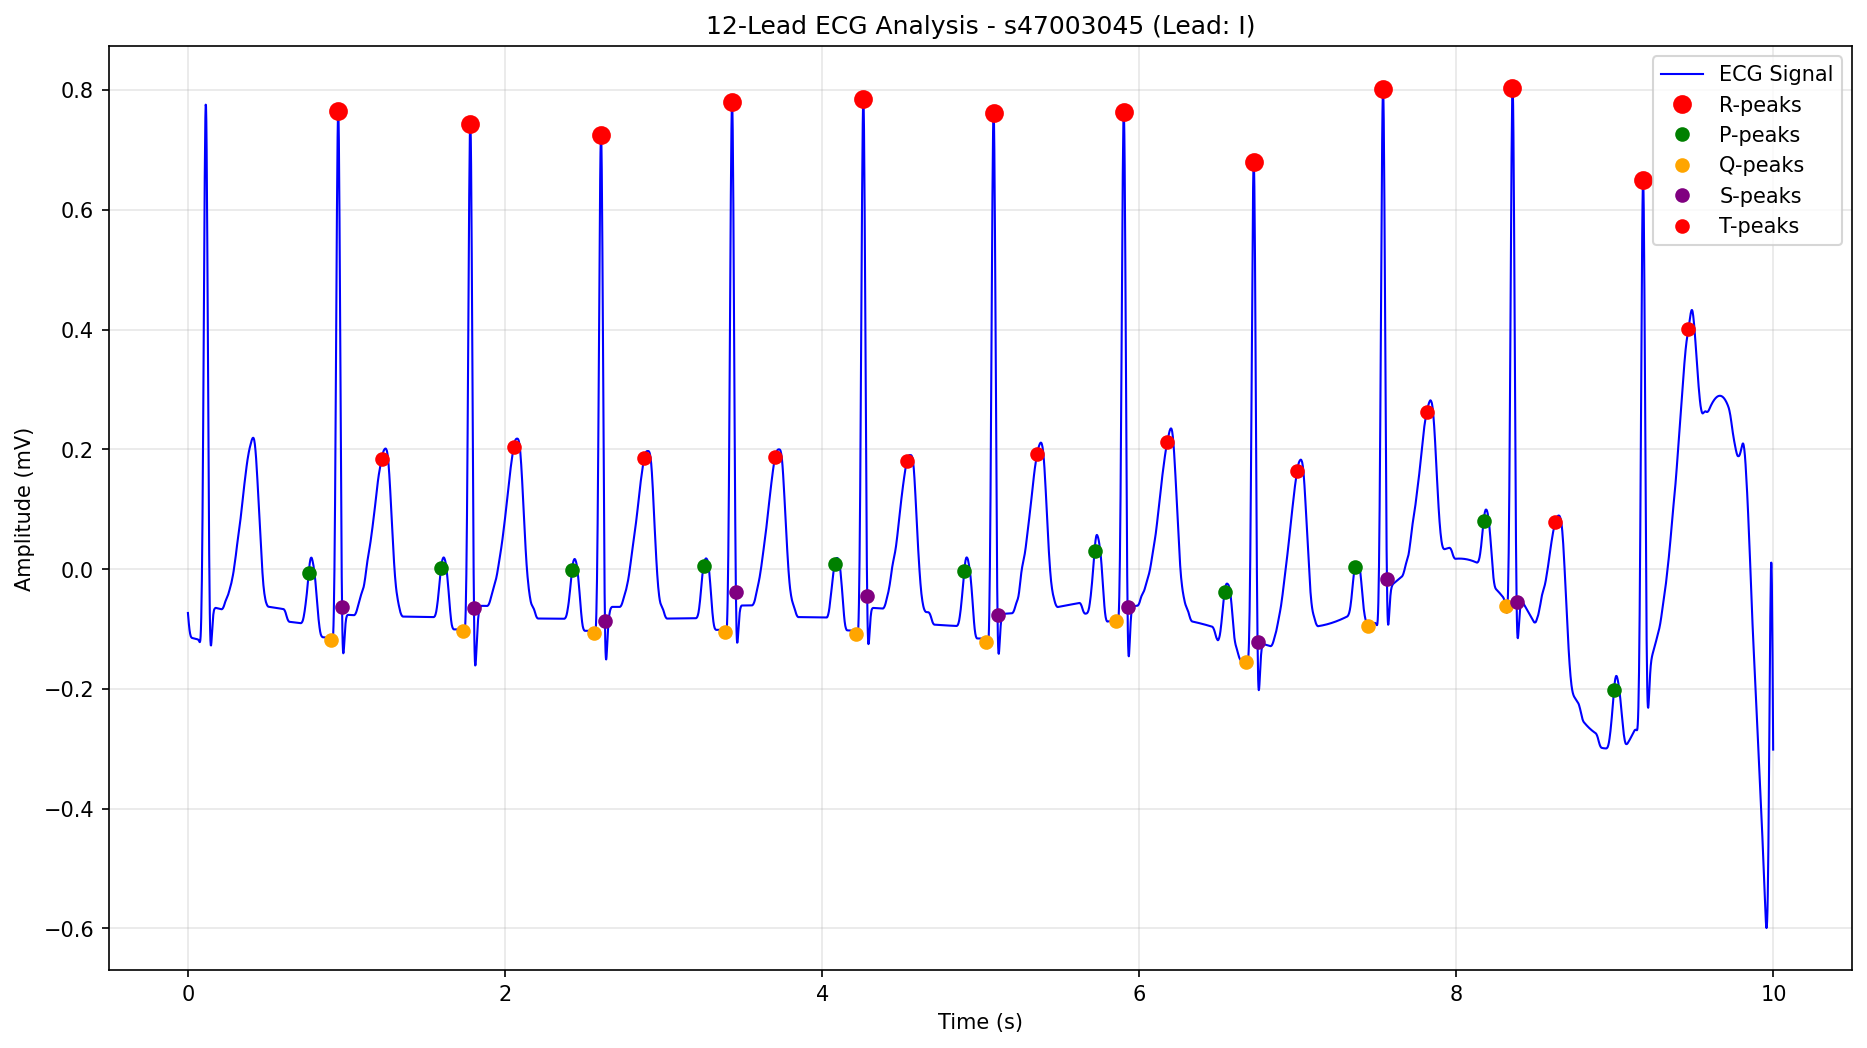 12-Lead ECG Analysis - s47003045 (Lead: I)
ECG Signal
R-peaks
P-peaks
Q-peaks
S-peaks
T-peaks
Amplitude (mV)
0.8
0.6
0.4
0.2
0.0
−0.2
−0.4
−0.6
0 2 4 6 8 10
Time (s)